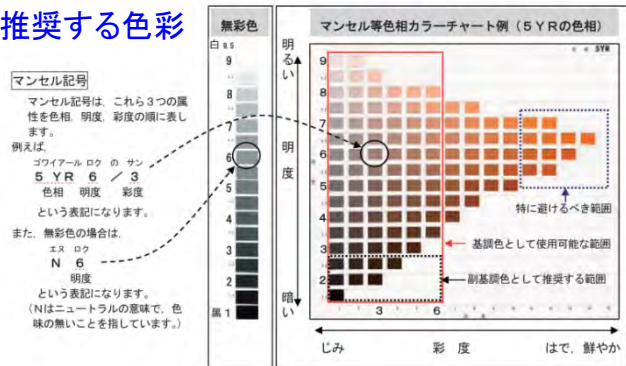 推奨する色彩
マンセル記号
マンセル記号は、これら3つの属
性を色相、明度、彩度の順に表し
ます。
例えば、
ゴワイアール ロク の サン
5 YR 6 / 3
色相 明度 彩度
という表記になります。
また、無彩色の場合は、
エヌ ロク
N 6
明度
という表記になります。
(Nはニュートラルの意味で、色
味の無いことを指しています。)
無彩色
白 9.5
9
8
7
6
5
4
3
2
黒 1
マンセル等色相カラーチャート例(5YRの色相)
5YR
明るい
明度
暗い
9
8
7
6
5
4
3
2
3 6
特に避けるべき範囲
基調色として使用可能な範囲
副基調色として推奨する範囲
じみ 彩 度 はで、鮮やか